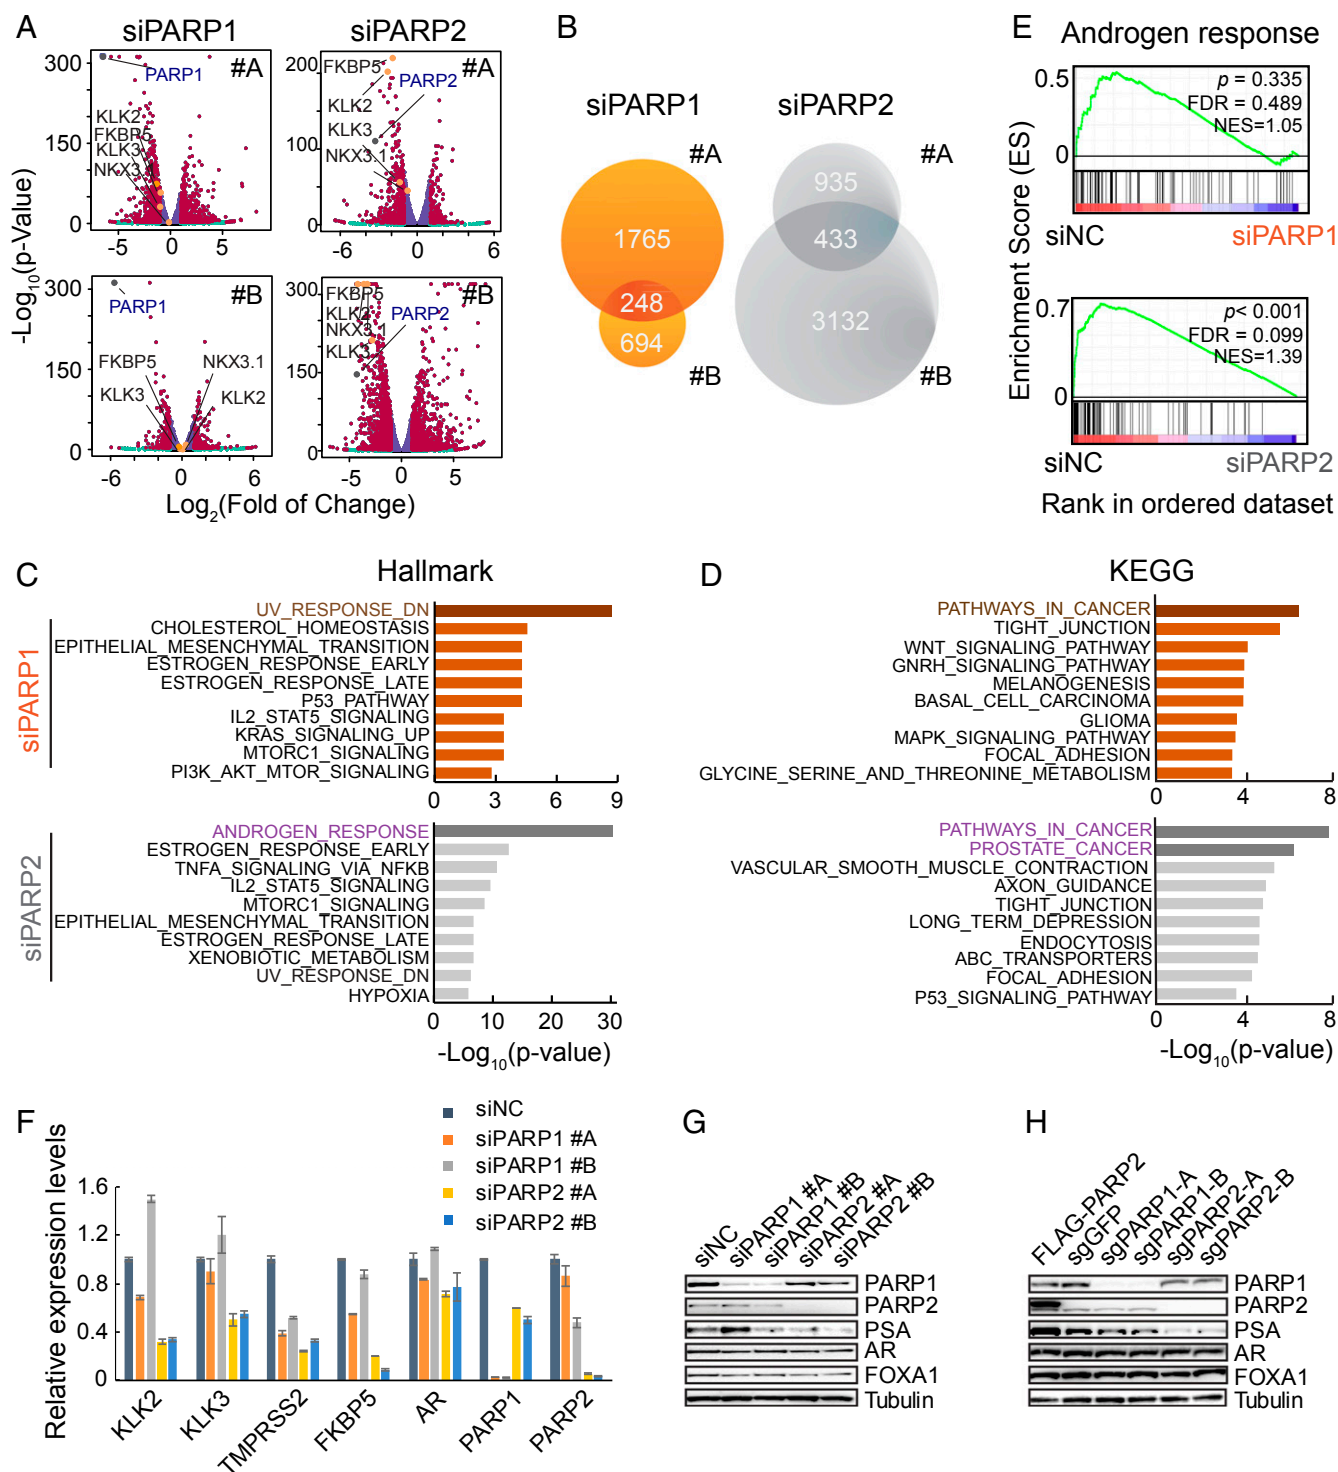 A
siPARP1
siPARP2
-Log10(p-Value)
300
150
0
-5
0
5
#A
PARP1
KLK2
FKBP5
KLK3
NKX3.1
200
100
0
-6
-3
0
3
6
#A
FKBP5
PARP2
KLK2
KLK3
NKX3.1
300
150
0
-6
0
6
#B
PARP1
FKBP5
NKX3.1
KLK3
KLK2
300
150
0
-5
0
5
#B
FKBP5
KLK2
PARP2
NKX3.1
KLK3
Log2(Fold of Change)
B
siPARP1
siPARP2
#A
#A
1765
248
694
#B
935
433
3132
#B
E
Androgen response
Enrichment Score (ES)
0.5
0
p = 0.335
FDR = 0.489
NES=1.05
siNC
siPARP1
0.7
0
p< 0.001
FDR = 0.099
NES=1.39
siNC
siPARP2
Rank in ordered dataset
C
Hallmark
siPARP1
UV_RESPONSE_DN
CHOLESTEROL_HOMEOSTASIS
EPITHELIAL_MESENCHYMAL_TRANSITION
ESTROGEN_RESPONSE_EARLY
ESTROGEN_RESPONSE_LATE
P53_PATHWAY
IL2_STAT5_SIGNALING
KRAS_SIGNALING_UP
MTORC1_SIGNALING
PI3K_AKT_MTOR_SIGNALING
0 3 6 9
siPARP2
ANDROGEN_RESPONSE
ESTROGEN_RESPONSE_EARLY
TNFA_SIGNALING_VIA_NFKB
IL2_STAT5_SIGNALING
MTORC1_SIGNALING
EPITHELIAL_MESENCHYMAL_TRANSITION
ESTROGEN_RESPONSE_LATE
XENOBIOTIC_METABOLISM
UV_RESPONSE_DN
HYPOXIA
0 10 20 30
-Log10(p-value)
D
KEGG
PATHWAYS_IN_CANCER
TIGHT_JUNCTION
WNT_SIGNALING_PATHWAY
GNRH_SIGNALING_PATHWAY
MELANOGENESIS
BASAL_CELL_CARCINOMA
GLIOMA
MAPK_SIGNALING_PATHWAY
FOCAL_ADHESION
GLYCINE_SERINE_AND_THREONINE_METABOLISM
0 4 8
PATHWAYS_IN_CANCER
PROSTATE_CANCER
VASCULAR_SMOOTH_MUSCLE_CONTRACTION
AXON_GUIDANCE
TIGHT_JUNCTION
LONG_TERM_DEPRESSION
ENDOCYTOSIS
ABC_TRANSPORTERS
FOCAL_ADHESION
P53_SIGNALING_PATHWAY
0 4 8
-Log10(p-value)
F
Relative expression levels
siNC
siPARP1 #A
siPARP1 #B
siPARP2 #A
siPARP2 #B
1.6
1.2
0.8
0.4
0
KLK2
KLK3
TMPRSS2
FKBP5
AR
PARP1
PARP2
G
siNC
siPARP1 #A
siPARP1 #B
siPARP2 #A
siPARP2 #B
PARP1
PARP2
PSA
AR
FOXA1
Tubulin
H
FLAG-PARP2
sgGFP
sgPARP1-A
sgPARP1-B
sgPARP2-A
sgPARP2-B
PARP1
PARP2
PSA
AR
FOXA1
Tubulin